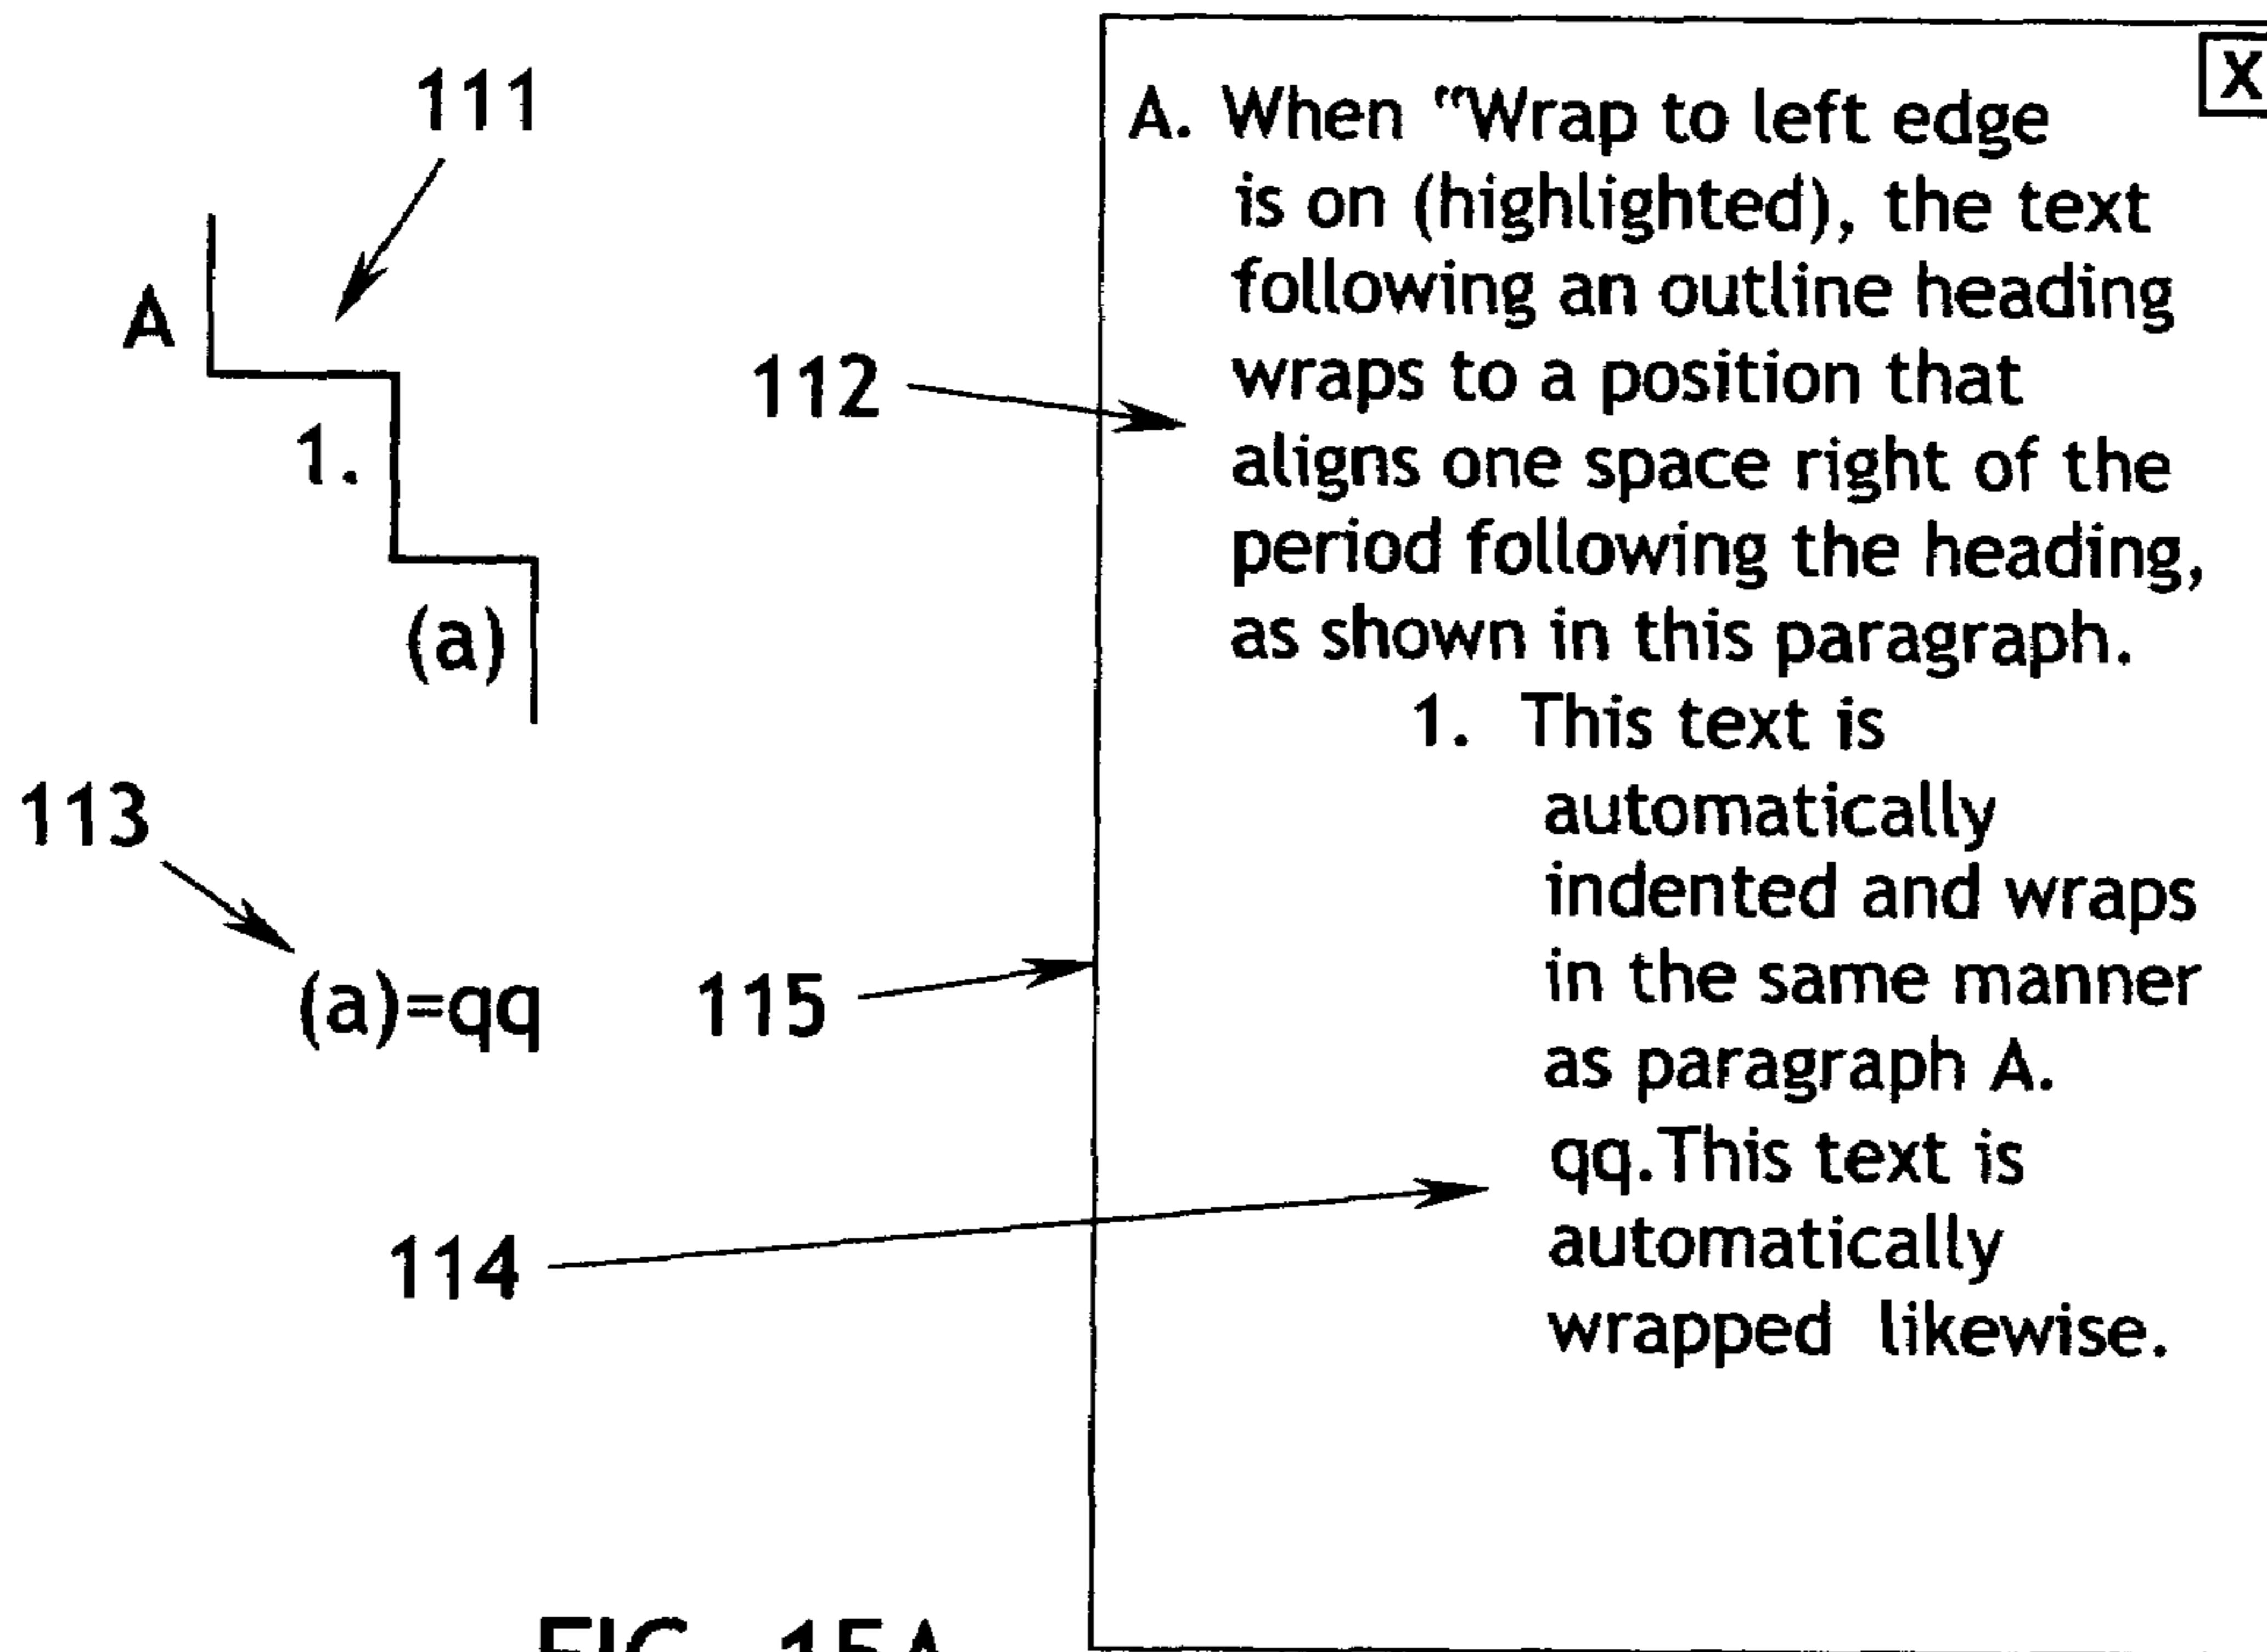 111
A
1.
(a)
112
113
(a)=qq
115
114
X
A. When “Wrap to left edge
is on (highlighted), the text
following an outline heading
wraps to a position that
aligns one space right of the
period following the heading,
as shown in this paragraph.
1. This text is
automatically
indented and wraps
in the same manner
as paragraph A.
qq.This text is
automatically
wrapped likewise.
FIG. 15A